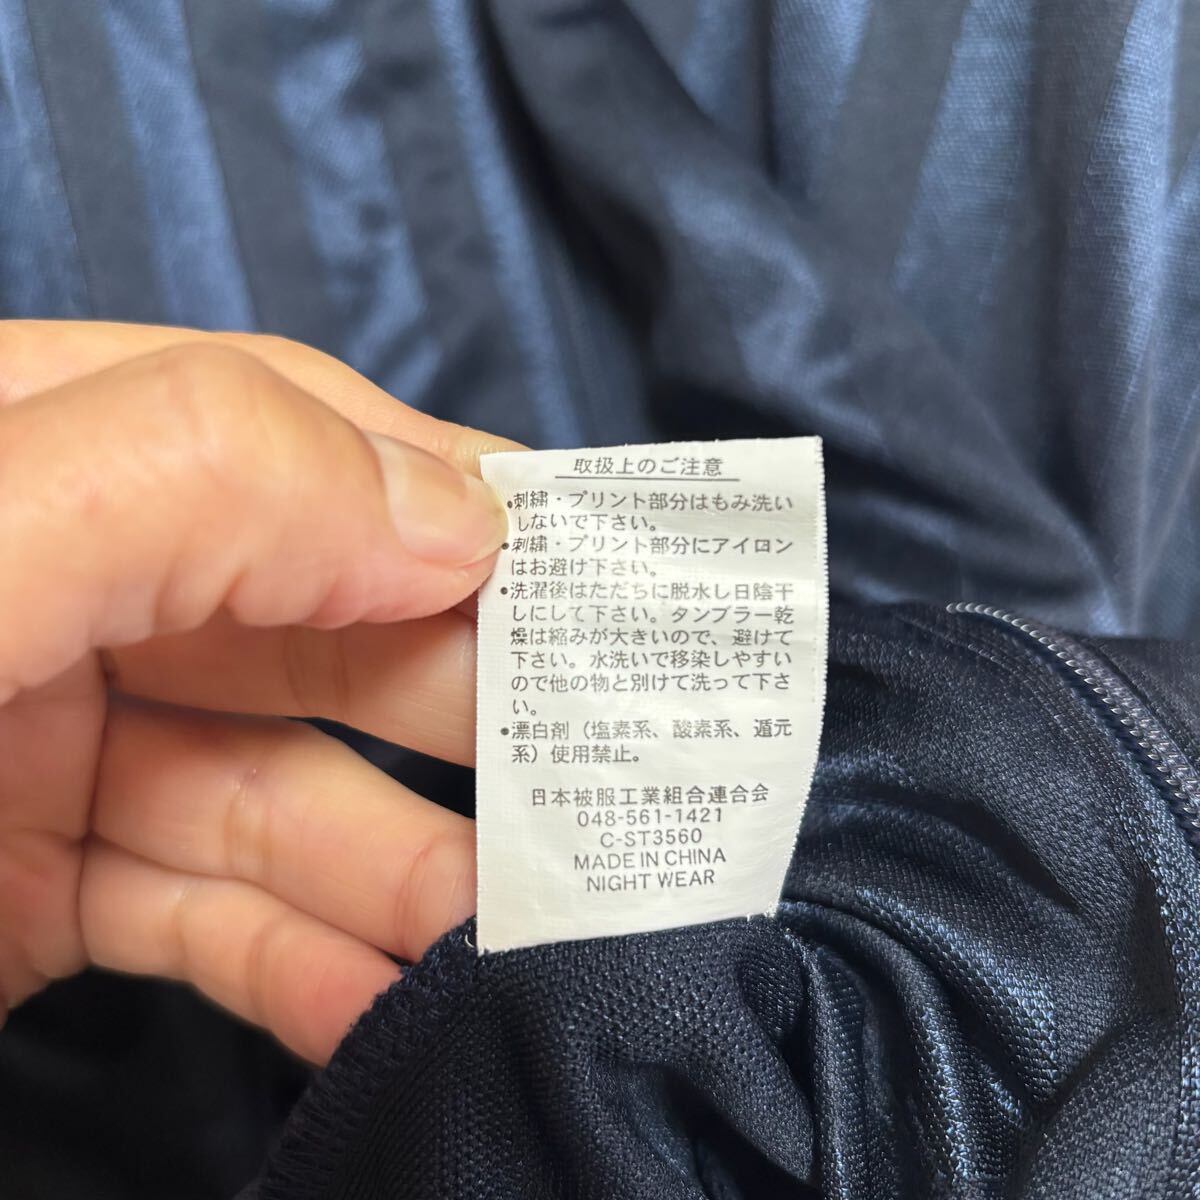 取扱上のご注意
•刺繍・プリント部分はもみ洗い
しないで下さい。
•刺繍・プリント部分にアイロン
はお避け下さい。
•洗濯後はただちに脱水し日陰干
しにして下さい。タンブラー乾
燥は縮みが大きいので、避けて
下さい。水洗いで移染しやすい
ので他の物と別けて洗って下さ
い。
•漂白剤（塩素系、酸素系、遁元
系）使用禁止。
日本被服工業組合連合会
048-561-1421
C-ST3560
MADE IN CHINA
NIGHT WEAR